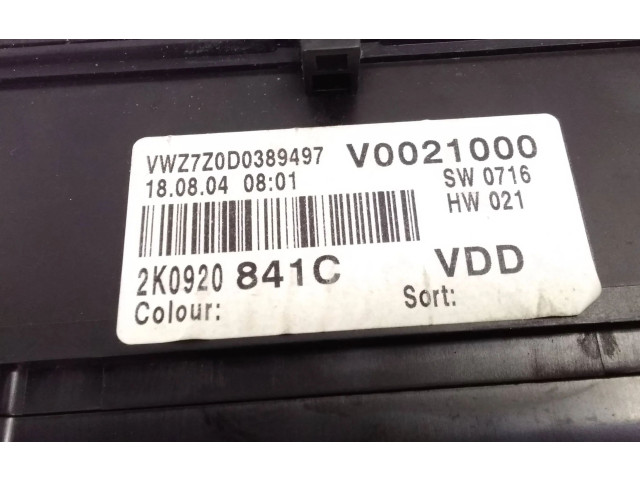 VWZ7Z0D0389497 V0021000
18.08.04 08:01 SW 0716
HW 021
2K0920 841C VDD
Colour: Sort: